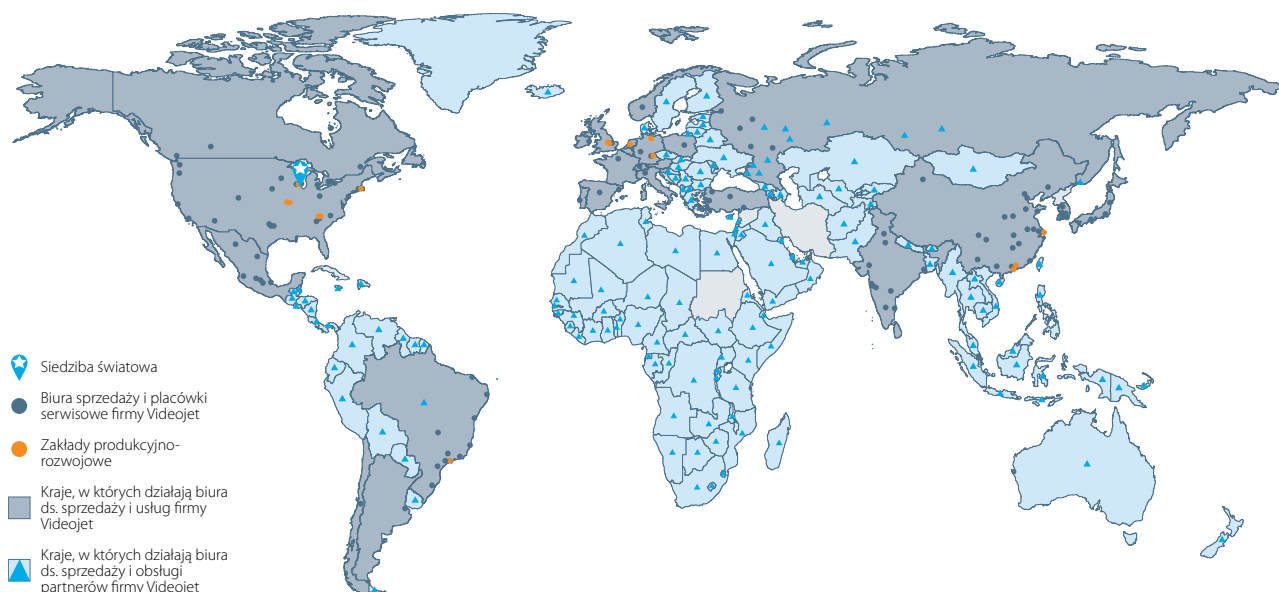 Siedziba światowa
Biura sprzedaży i placówki
serwisowe firmy Videojet
Zakłady produkcyjno-
rozwojowe
Kraje, w których działają biura
ds. sprzedaży i usług firmy
Videojet
Kraje, w których działają biura
ds. sprzedaży i obsługi
partnerów firmy Videojet